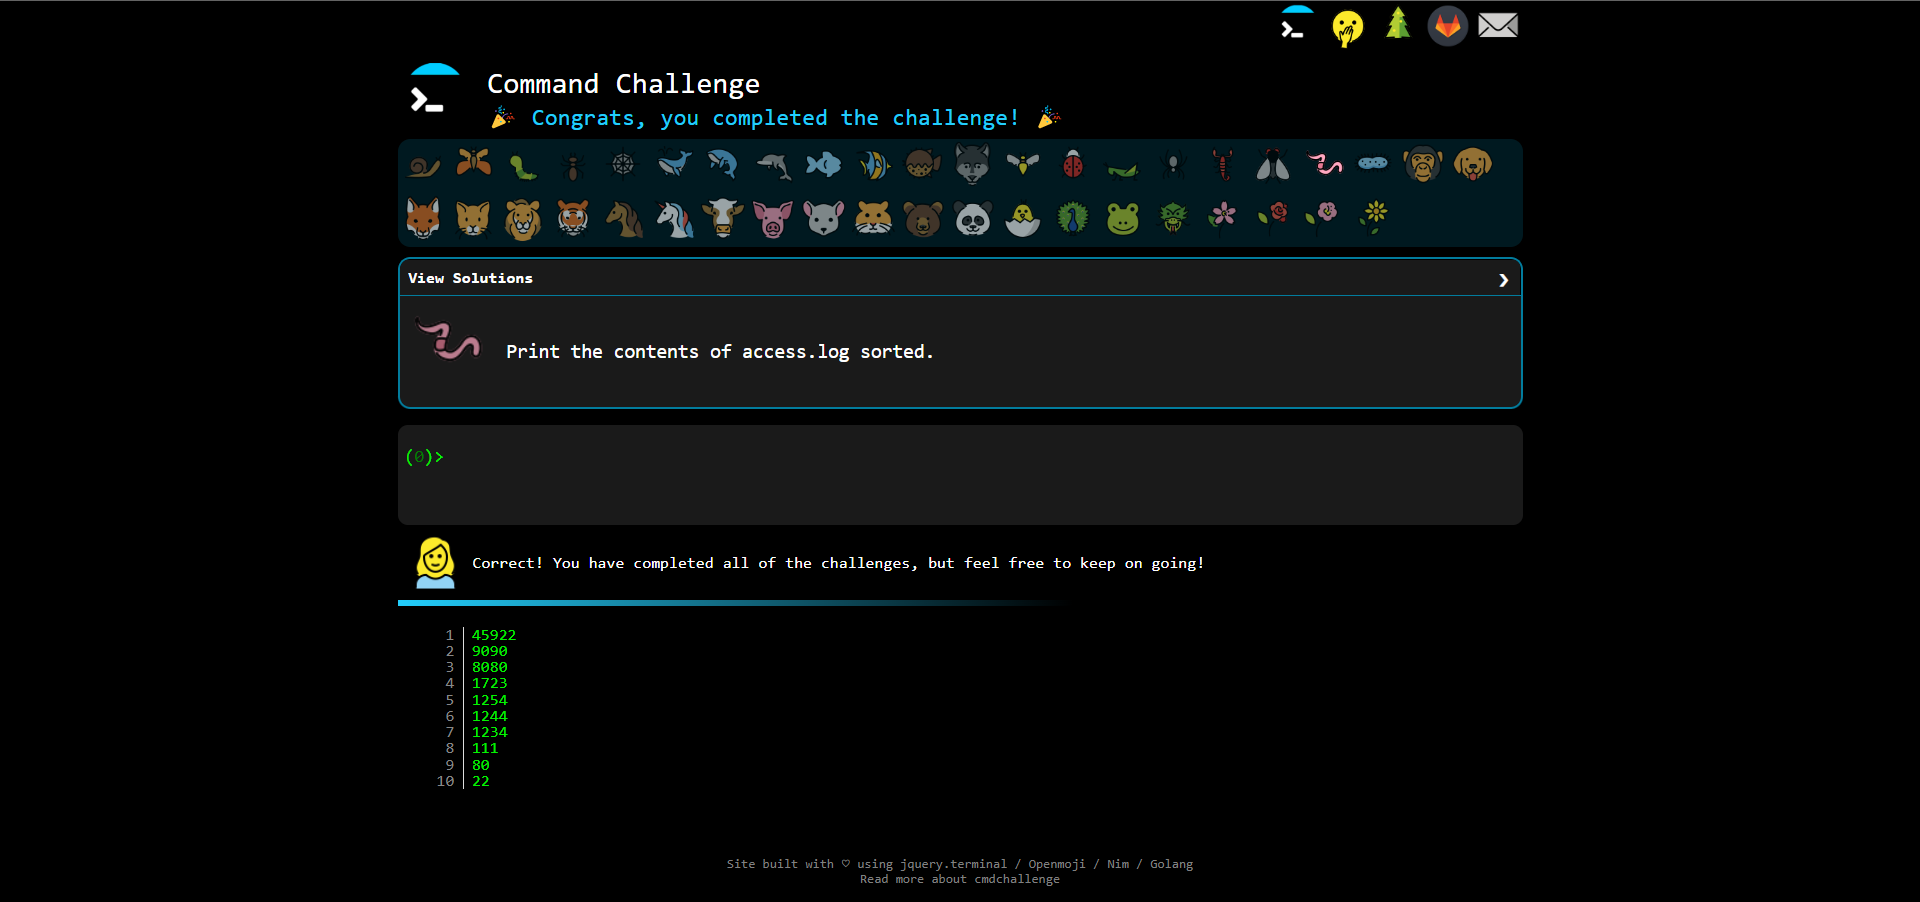 Command Challenge
🎉 Congrats, you completed the challenge! 🎉
View Solutions ❯
Print the contents of access.log sorted.
(0)>
Correct! You have completed all of the challenges, but feel free to keep on going!
1 45922
2 9090
3 8080
4 1723
5 1254
6 1244
7 1234
8 111
9 80
10 22
Site built with ♡ using jquery.terminal / Openmoji / Nim / Golang
Read more about cmdchallenge